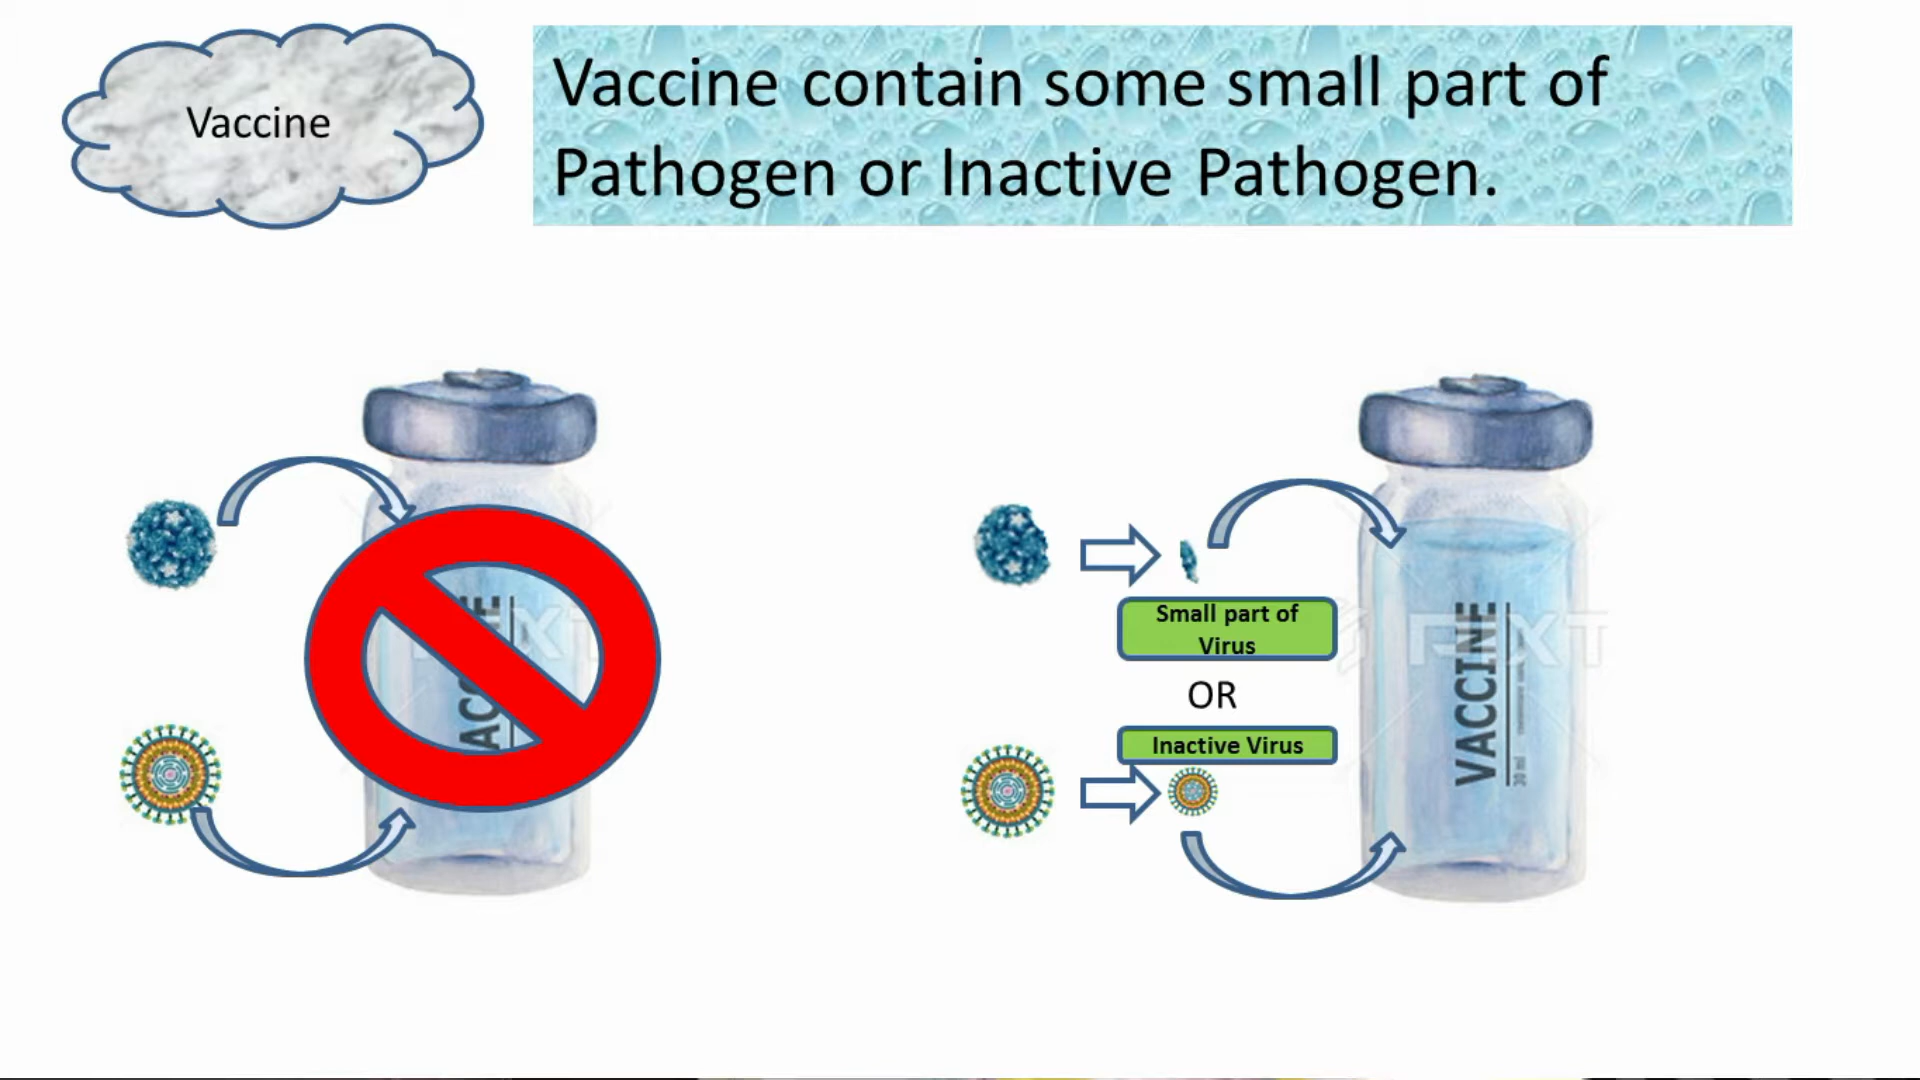 Vaccine
Vaccine contain some small part of
Pathogen or Inactive Pathogen.
Small part of
Virus
OR
Inactive Virus
VACCINE